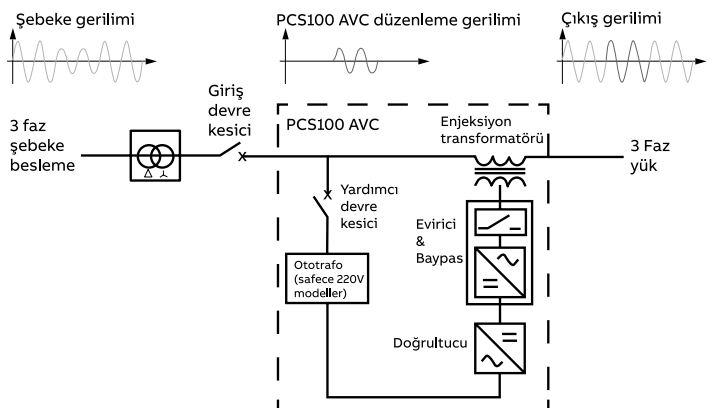 Şebeke gerilimi
PCS100 AVC düzenleme gerilimi
Çıkış gerilimi
3 faz
şebeke
besleme
Giriş
devre
kesici
PCS100 AVC
Enjeksiyon
transformatörü
3 Faz
yük
Yardımcı
devre
kesici
Evirici
&
Baypas
Ototrafo
(safece 220V
modeller)
Doğrultucu